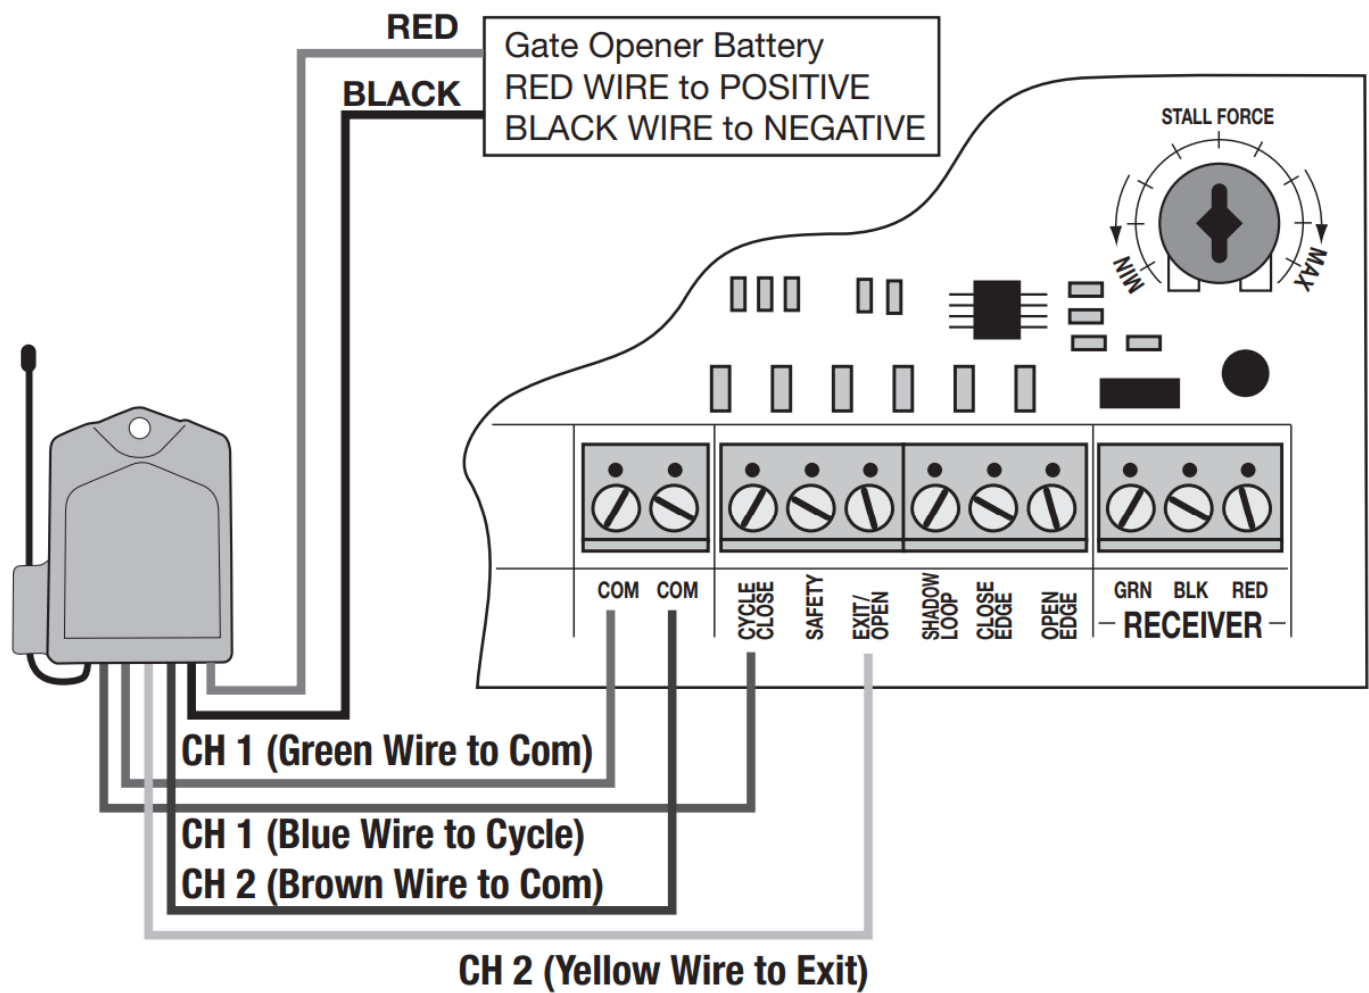 RED
BLACK
Gate Opener Battery
RED WIRE to POSITIVE
BLACK WIRE to NEGATIVE
STALL FORCE
MIN
MAX
COM
COM
CYCLE
CLOSE
SAFETY
EXIT/
OPEN
SHADOW
LOOP
CLOSE
EDGE
OPEN
EDGE
GRN
BLK
RED
RECEIVER
CH 1 (Green Wire to Com)
CH 1 (Blue Wire to Cycle)
CH 2 (Brown Wire to Com)
CH 2 (Yellow Wire to Exit)